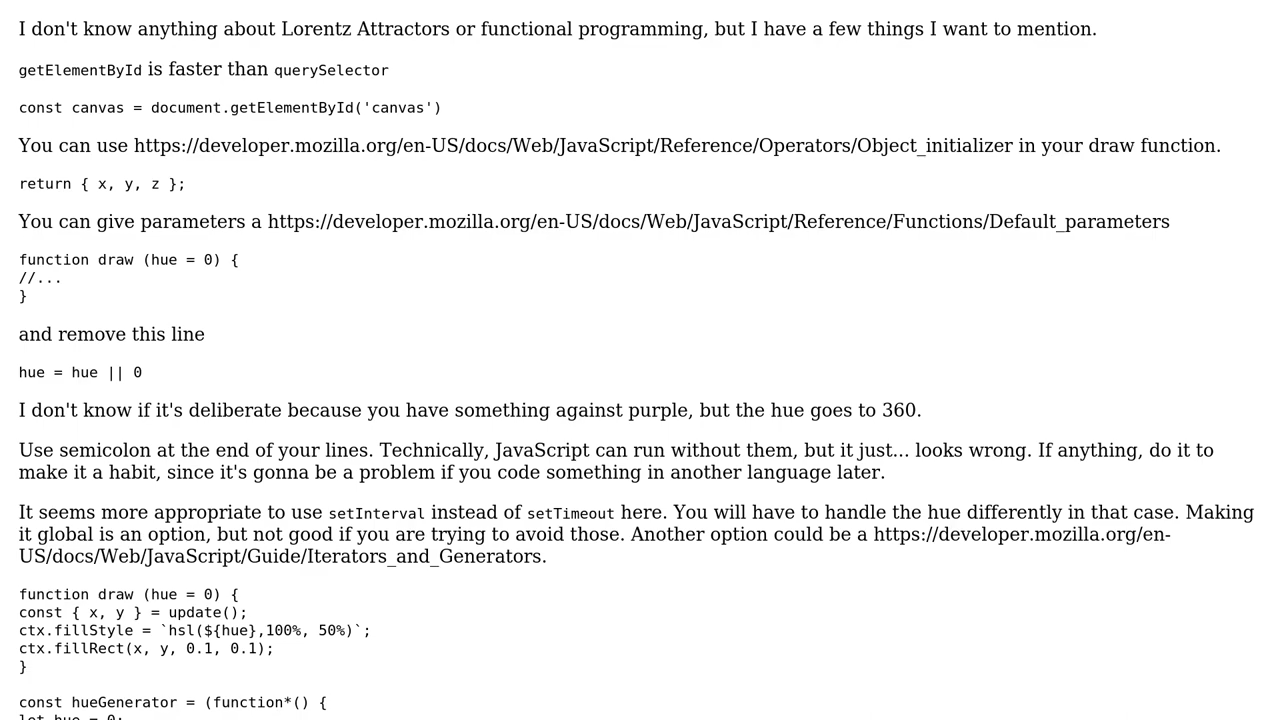 I don't know anything about Lorentz Attractors or functional programming, but I have a few things I want to mention.
getElementById is faster than querySelector
const canvas = document.getElementById('canvas')
You can use https://developer.mozilla.org/en-US/docs/Web/JavaScript/Reference/Operators/Object_initializer in your draw function.
return { x, y, z };
You can give parameters a https://developer.mozilla.org/en-US/docs/Web/JavaScript/Reference/Functions/Default_parameters
function draw (hue = 0) {
//...
}
and remove this line
hue = hue || 0
I don't know if it's deliberate because you have something against purple, but the hue goes to 360.
Use semicolon at the end of your lines. Technically, JavaScript can run without them, but it just... looks wrong. If anything, do it to
make it a habit, since it's gonna be a problem if you code something in another language later.
It seems more appropriate to use setInterval instead of setTimeout here. You will have to handle the hue differently in that case. Making
it global is an option, but not good if you are trying to avoid those. Another option could be a https://developer.mozilla.org/en-
US/docs/Web/JavaScript/Guide/Iterators_and_Generators.
function draw (hue = 0) {
const { x, y } = update();
ctx.fillStyle = `hsl(${hue},100%, 50%)`;
ctx.fillRect(x, y, 0.1, 0.1);
}
const hueGenerator = (function*() {
let hue = 0;